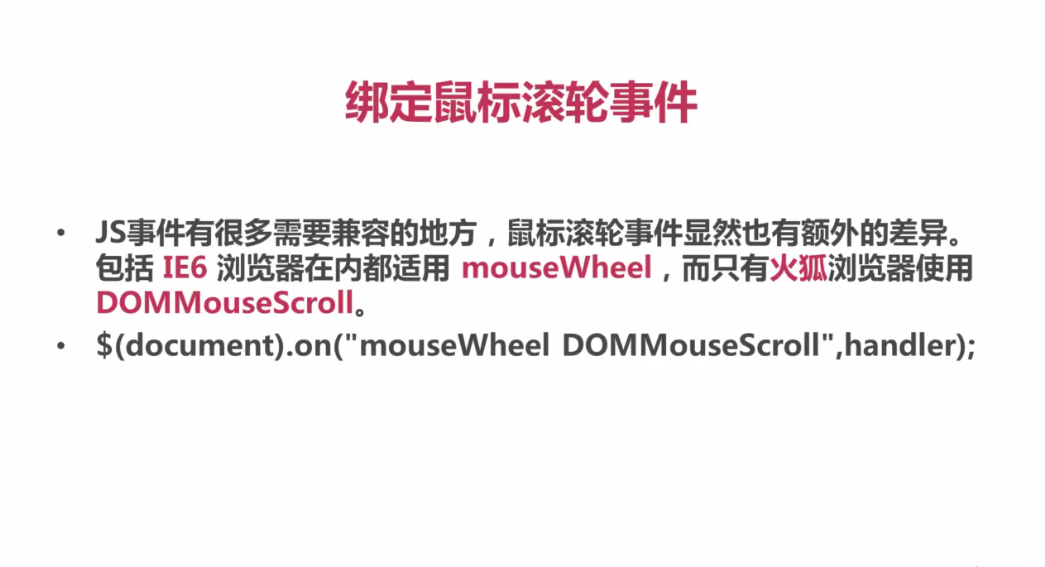 绑定鼠标滚轮事件
• JS事件有很多需要兼容的地方，鼠标滚轮事件显然也有额外的差异。
包括 IE6 浏览器在内都适用 mouseWheel，而只有火狐浏览器使用
DOMMouseScroll。
• $(document).on("mouseWheel DOMMouseScroll",handler);